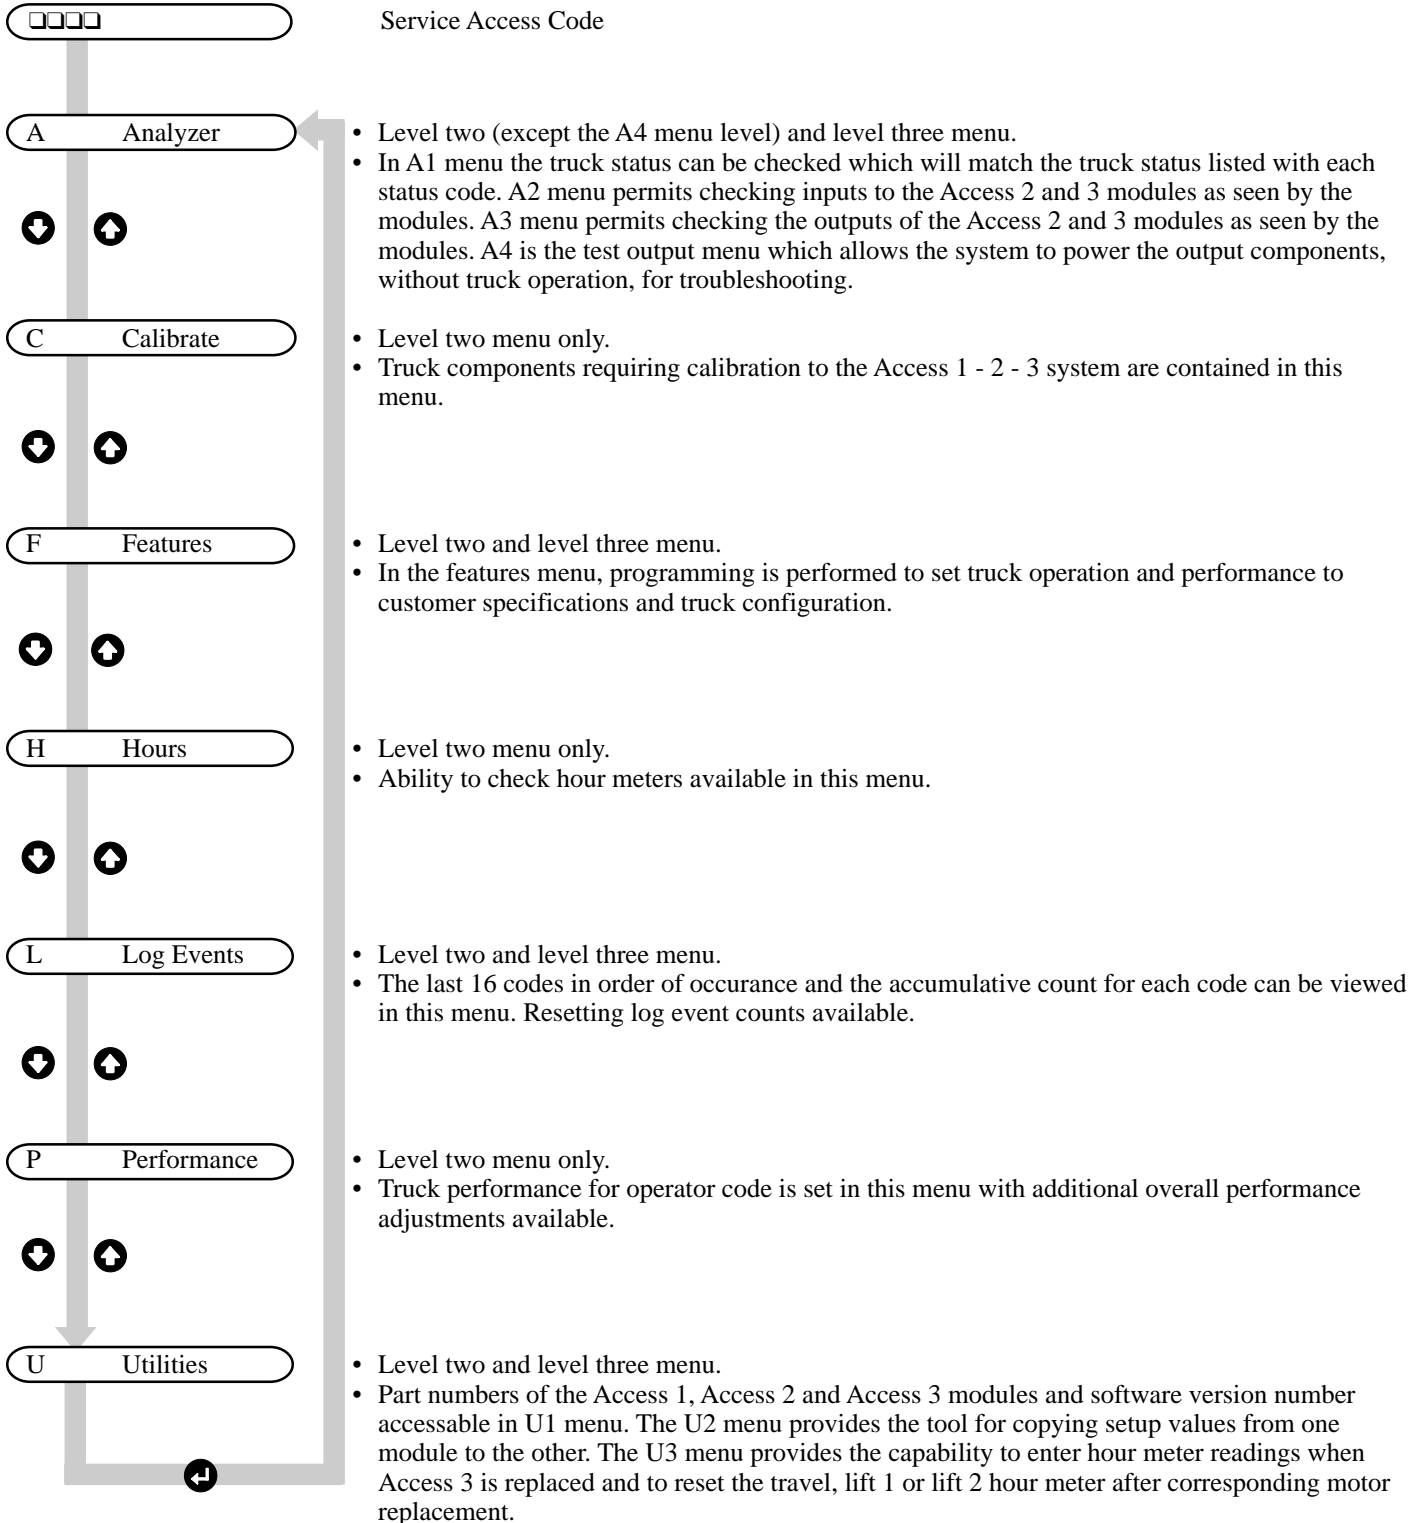 ❑❑❑❑ Service Access Code
A Analyzer
• Level two (except the A4 menu level) and level three menu.
• In A1 menu the truck status can be checked which will match the truck status listed with each
status code. A2 menu permits checking inputs to the Access 2 and 3 modules as seen by the
modules. A3 menu permits checking the outputs of the Access 2 and 3 modules as seen by the
modules. A4 is the test output menu which allows the system to power the output components,
without truck operation, for troubleshooting.
C Calibrate
• Level two menu only.
• Truck components requiring calibration to the Access 1 - 2 - 3 system are contained in this
menu.
F Features
• Level two and level three menu.
• In the features menu, programming is performed to set truck operation and performance to
customer specifications and truck configuration.
H Hours
• Level two menu only.
• Ability to check hour meters available in this menu.
L Log Events
• Level two and level three menu.
• The last 16 codes in order of occurance and the accumulative count for each code can be viewed
in this menu. Resetting log event counts available.
P Performance
• Level two menu only.
• Truck performance for operator code is set in this menu with additional overall performance
adjustments available.
U Utilities
• Level two and level three menu.
• Part numbers of the Access 1, Access 2 and Access 3 modules and software version number
accessable in U1 menu. The U2 menu provides the tool for copying setup values from one
module to the other. The U3 menu provides the capability to enter hour meter readings when
Access 3 is replaced and to reset the travel, lift 1 or lift 2 hour meter after corresponding motor
replacement.